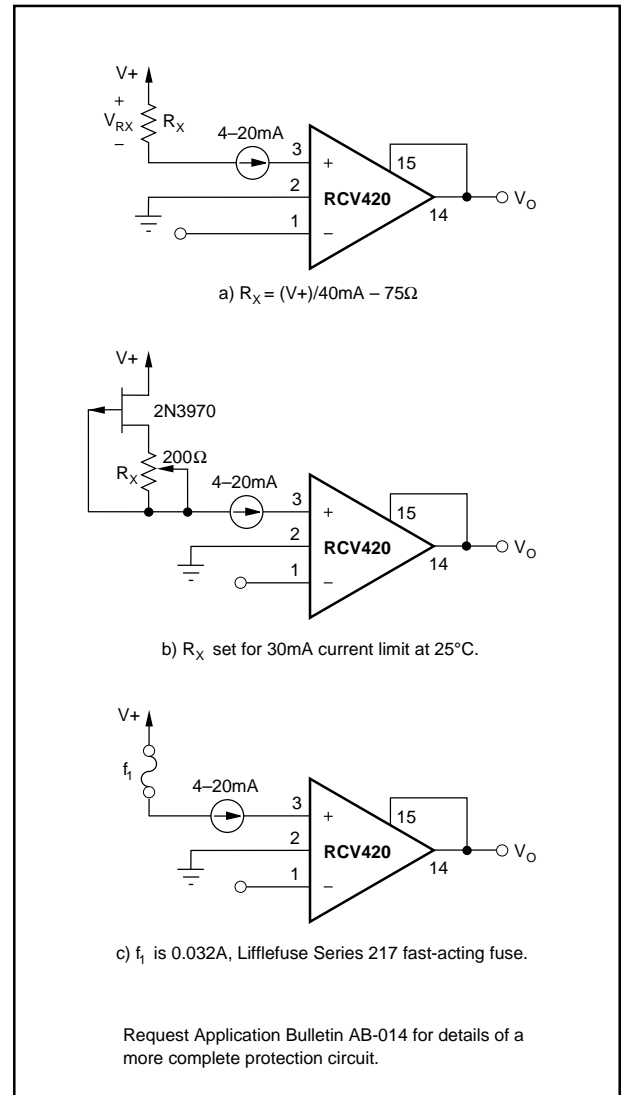 V+
+
V_RX R_X
–
4–20mA
3
+
15
2
RCV420
V_O
1
–
14
a) R_X = (V+)/40mA – 75Ω
V+
2N3970
200Ω
R_X
4–20mA
3
+
15
2
RCV420
V_O
1
–
14
b) R_X set for 30mA current limit at 25°C.
V+
f_1
4–20mA
3
+
15
2
RCV420
V_O
1
–
14
c) f_1 is 0.032A, Lifflefuse Series 217 fast-acting fuse.
Request Application Bulletin AB-014 for details of a
more complete protection circuit.